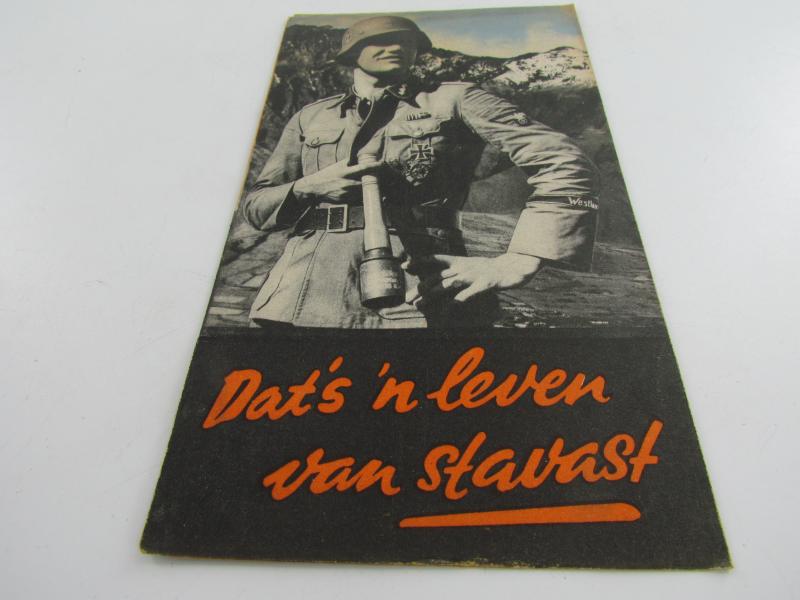 Dat's 'n leven
van stavast